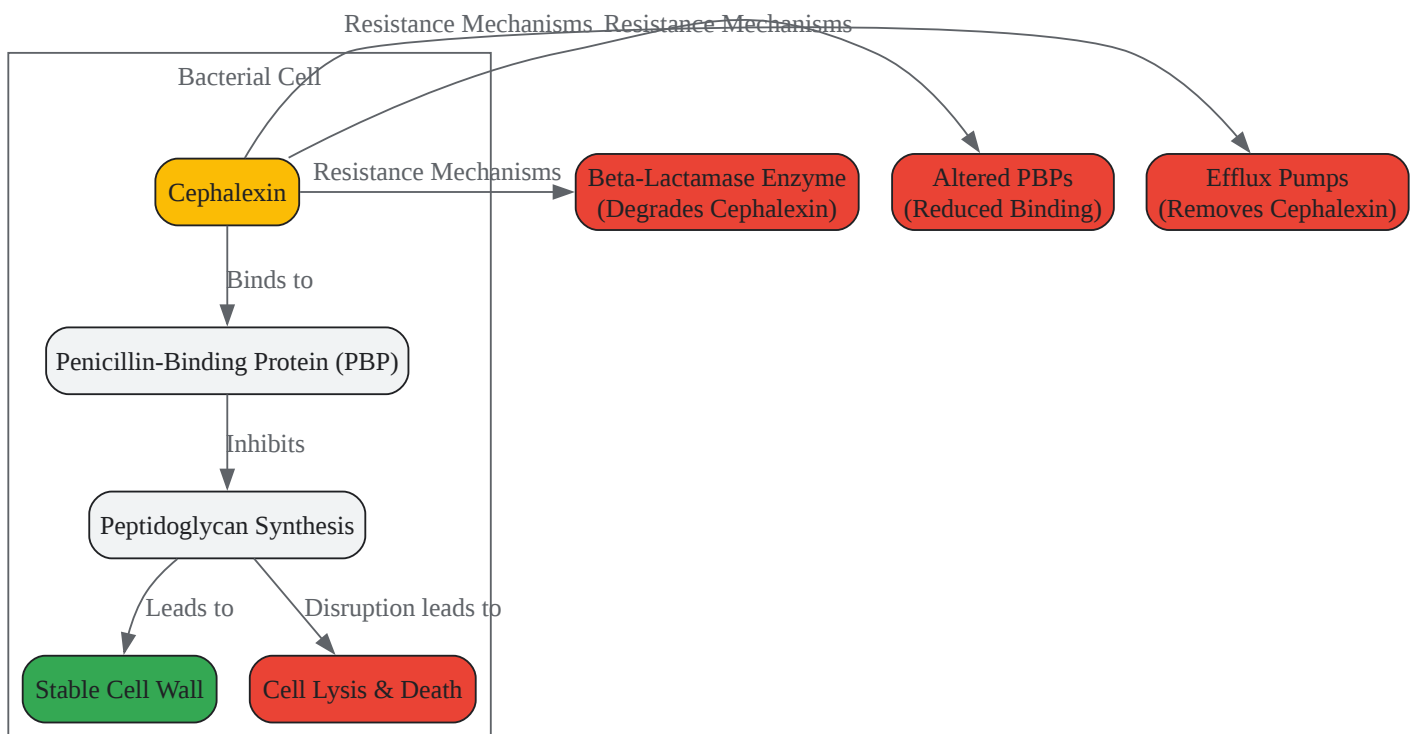 Resistance Mechanisms
Resistance Mechanisms
Bacterial Cell
Cephalexin
Resistance Mechanisms
Beta-Lactamase Enzyme
(Degrades Cephalexin)
Altered PBPs
(Reduced Binding)
Efflux Pumps
(Removes Cephalexin)
Binds to
Penicillin-Binding Protein (PBP)
Inhibits
Peptidoglycan Synthesis
Leads to
Disruption leads to
Stable Cell Wall
Cell Lysis & Death